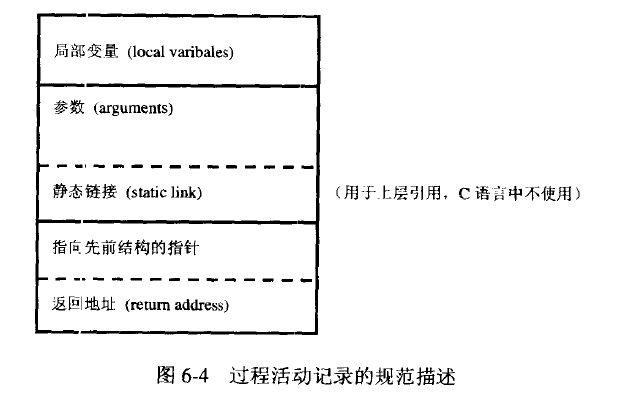 局部变量 (local varibales)
参数 (arguments)
静态链接 (static link)
(用于上层引用，C 语言中不使用)
指向先前结构的指针
返回地址 (return address)
图 6-4 过程活动记录的规范描述